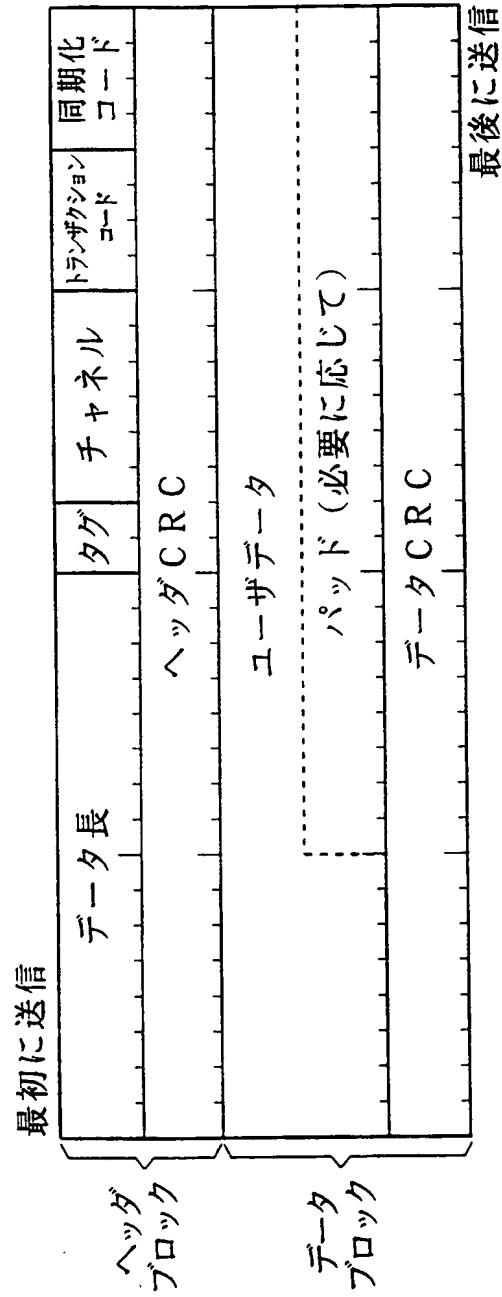 最初に送信
データ長
タグ
チャネル
トランザクション
コード
同期化
コード
ヘッダCRC
ユーザデータ
パッド(必要に応じて)
データCRC
ヘッダ
ブロック
データ
ブロック
最後に送信